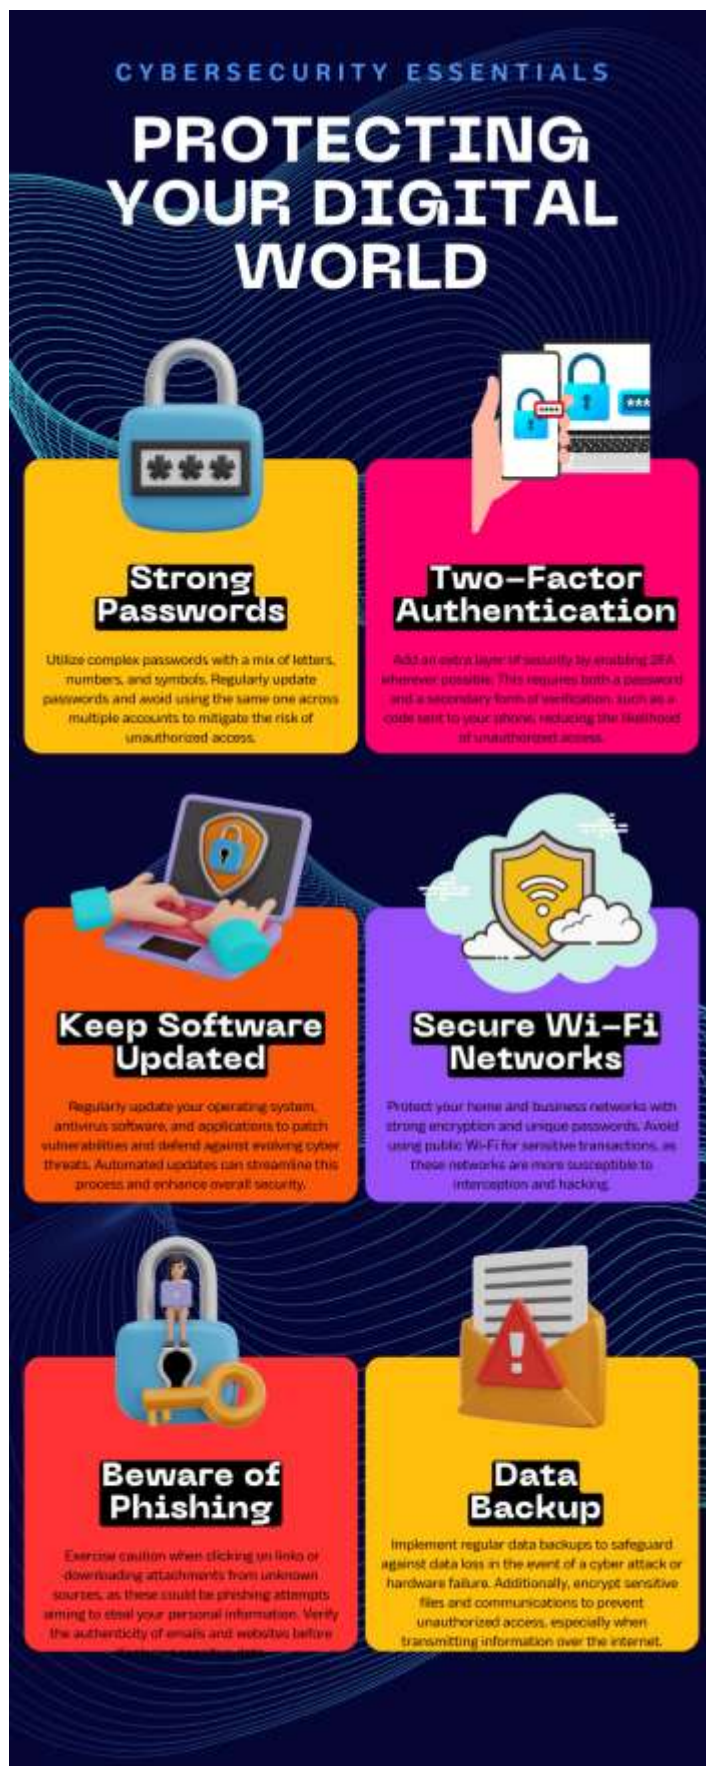 CYBERSECURITY ESSENTIALS
PROTECTING
YOUR DIGITAL
WORLD
***
****
***
Strong
Passwords
Utilize complex passwords with a mix of letters,
numbers, and symbols. Regularly update
passwords and avoid using the same one across
multiple accounts to mitigate the risk of
unauthorized access.
Two-Factor
Authentication
Add an extra layer of security by enabling 2FA
wherever possible. This requires both a password
and a secondary form of verification, such as a
code sent to your phone, reducing the likelihood
of unauthorized access.
Keep Software
Updated
Regularly update your operating system,
antivirus software, and applications to patch
vulnerabilities and defend against evolving cyber
threats. Automated updates can streamline this
process and enhance overall security.
Secure Wi-Fi
Networks
Protect your home and business networks with
strong encryption and unique passwords. Avoid
using public Wi-Fi for sensitive transactions, as
these networks are more susceptible to
interception and hacking.
Beware of
Phishing
Exercise caution when clicking on links or
downloading attachments from unknown
sources, as these could be phishing attempts
aiming to steal your personal information. Verify
the authenticity of emails and websites before
Data
Backup
Implement regular data backups to safeguard
against data loss in the event of a cyber attack or
hardware failure. Additionally, encrypt sensitive
files and communications to prevent
unauthorized access, especially when
transmitting information over the internet.